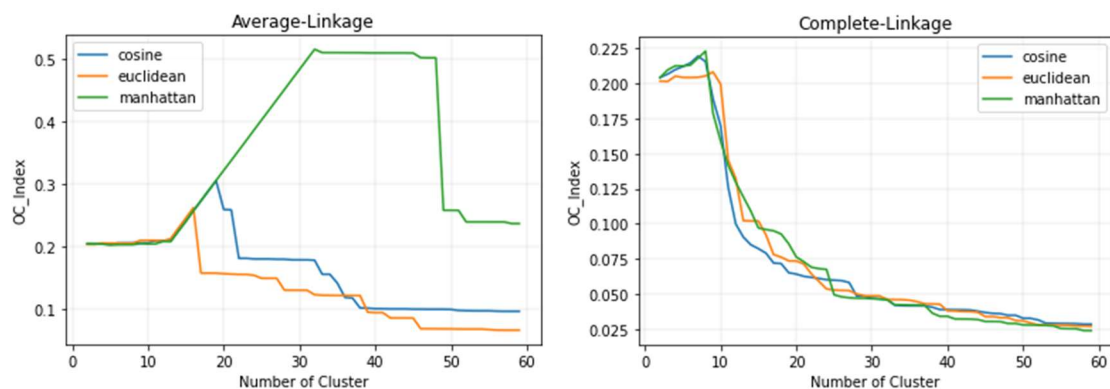 Average-Linkage
cosine
euclidean
manhattan
0.5
0.4
0.3
0.2
0.1
OC_Index
0
10
20
30
40
50
60
Number of Cluster
Complete-Linkage
cosine
euclidean
manhattan
0.225
0.200
0.175
0.150
0.125
0.100
0.075
0.050
0.025
OC_Index
0
10
20
30
40
50
60
Number of Cluster